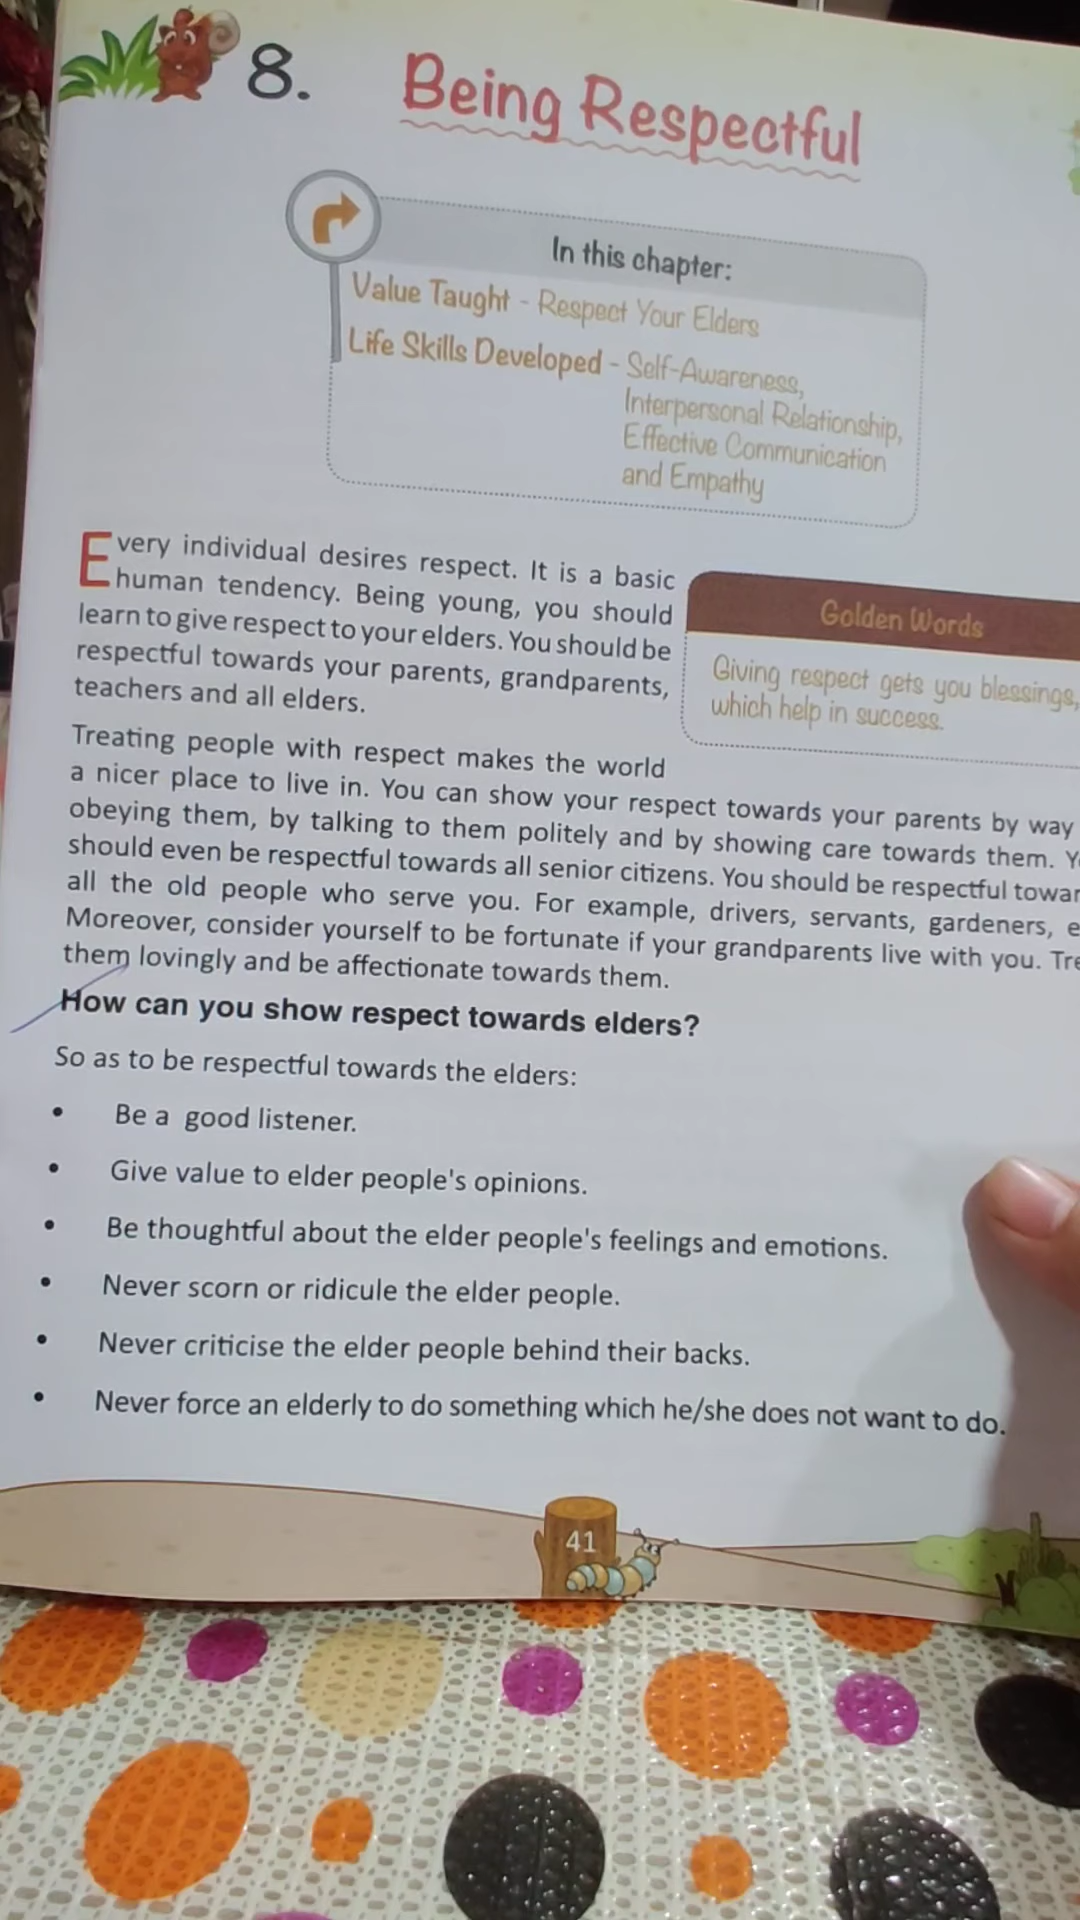 8. Being Respectful
In this chapter:
Value Taught - Respect Your Elders
Life Skills Developed - Self-Awareness,
Interpersonal Relationship,
Effective Communication
and Empathy
Every individual desires respect. It is a basic
human tendency. Being young, you should
learn to give respect to your elders. You should be
respectful towards your parents, grandparents,
teachers and all elders.
Golden Words
Giving respect gets you blessings,
which help in success.
Treating people with respect makes the world
a nicer place to live in. You can show your respect towards your parents by way
obeying them, by talking to them politely and by showing care towards them.
should even be respectful towards all senior citizens. You should be respectful
all the old people who serve you. For example, drivers, servants, gardeners,
Moreover, consider yourself to be fortunate if your grandparents live with you.
them lovingly and be affectionate towards them.
How can you show respect towards elders?
So as to be respectful towards the elders:
• Be a good listener.
• Give value to elder people's opinions.
• Be thoughtful about the elder people's feelings and emotions.
• Never scorn or ridicule the elder people.
• Never criticise the elder people behind their backs.
• Never force an elderly to do something which he/she does not want to do.
41